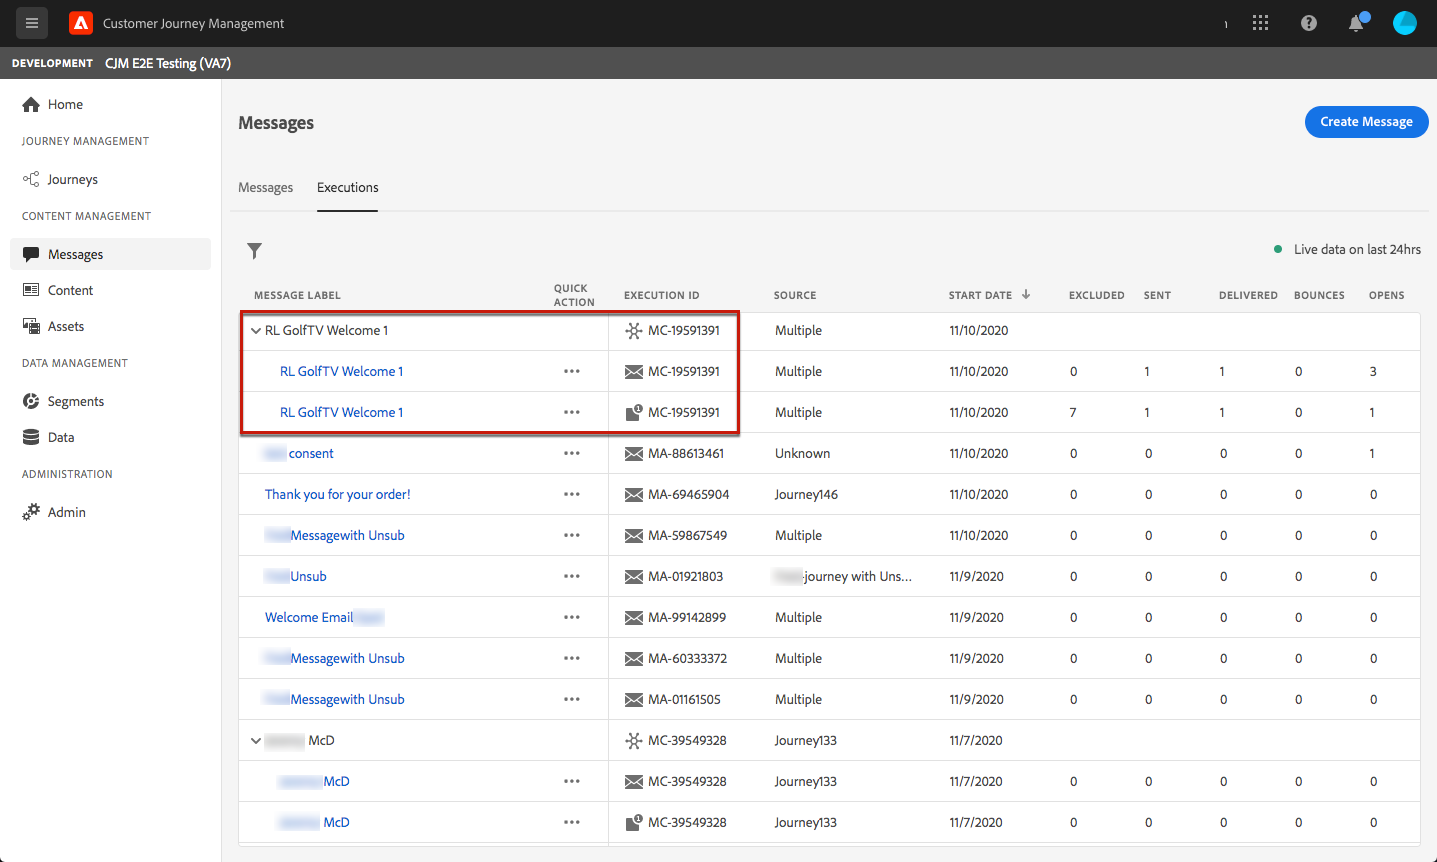 Customer Journey Management
DEVELOPMENT CJM E2E Testing (VA7)
Home
JOURNEY MANAGEMENT
Journeys
CONTENT MANAGEMENT
Messages
Content
Assets
DATA MANAGEMENT
Segments
Data
ADMINISTRATION
Admin
Messages
Create Message
Messages Executions
Live data on last 24hrs
MESSAGE LABEL QUICK ACTION EXECUTION ID SOURCE START DATE EXCLUDED SENT DELIVERED BOUNCES OPENS
RL GolfTV Welcome 1 MC-19591391 Multiple 11/10/2020
RL GolfTV Welcome 1 MC-19591391 Multiple 11/10/2020 0 1 1 0 3
RL GolfTV Welcome 1 1 MC-19591391 Multiple 11/10/2020 7 1 1 0 1
consent MA-88613461 Unknown 11/10/2020 0 0 0 0 1
Thank you for your order! MA-69465904 Journey146 11/10/2020 0 0 0 0 0
Messagewith Unsub MA-59867549 Multiple 11/10/2020 0 0 0 0 0
Unsub MA-01921803 journey with Uns... 11/9/2020 0 0 0 0 0
Welcome Email MA-99142899 Multiple 11/9/2020 0 0 0 0 0
Messagewith Unsub MA-60333372 Multiple 11/9/2020 0 0 0 0 0
Messagewith Unsub MA-01161505 Multiple 11/9/2020 0 0 0 0 0
McD MC-39549328 Journey133 11/7/2020
McD MC-39549328 Journey133 11/7/2020 0 0 0 0 0
McD 1 MC-39549328 Journey133 11/7/2020 0 0 0 0 0